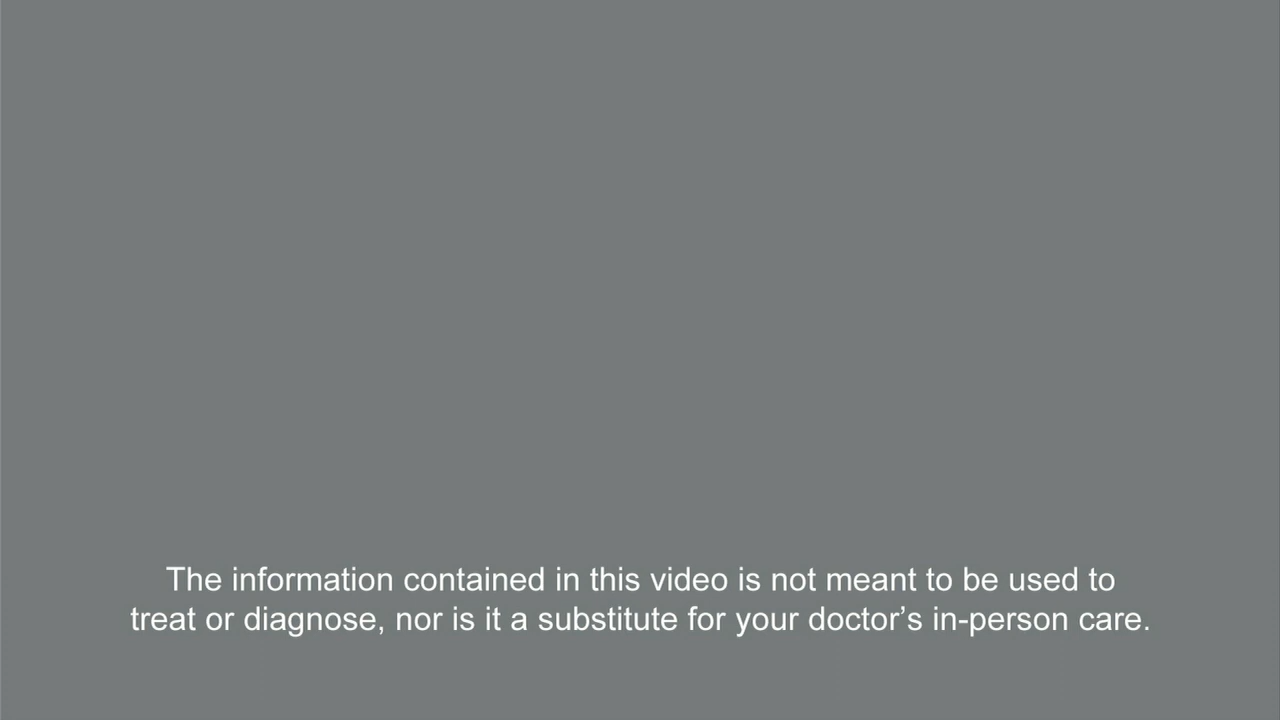 The information contained in this video is not meant to be used to
treat or diagnose, nor is it a substitute for your doctor’s in-person care.